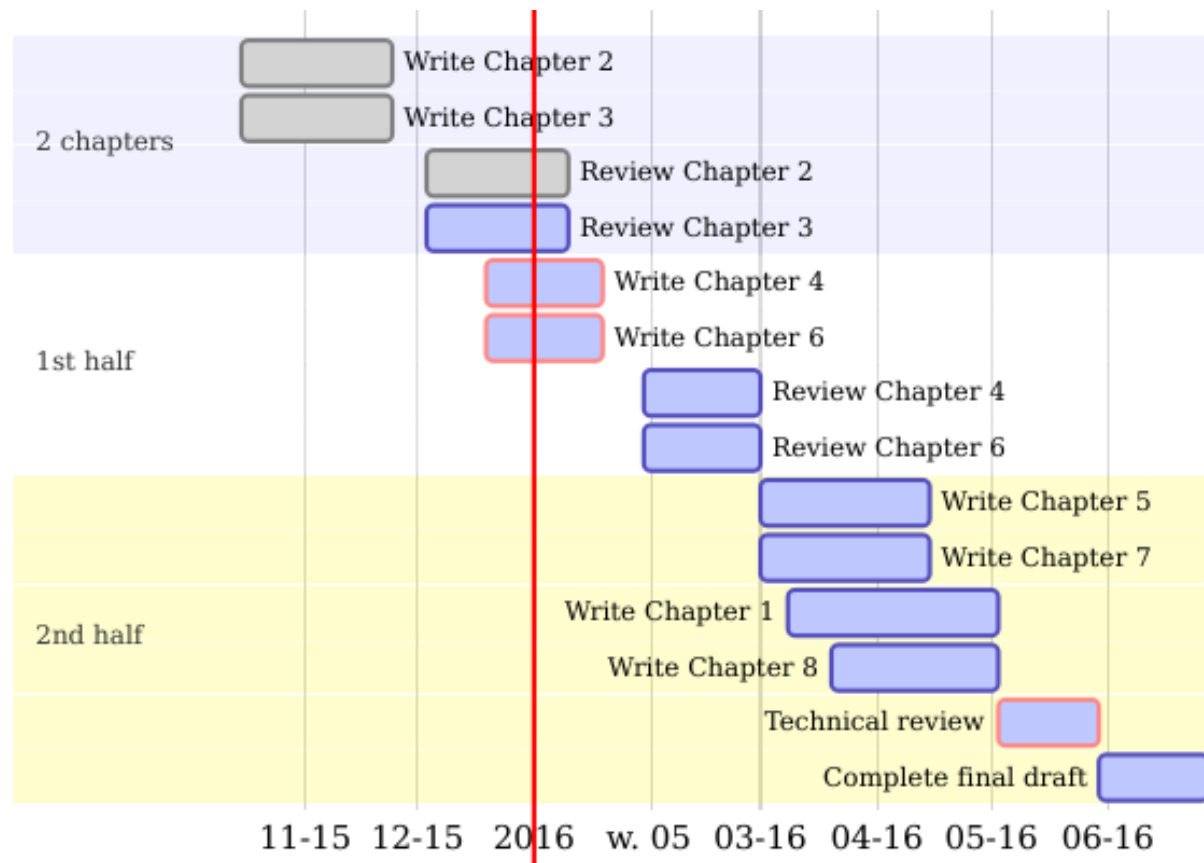 Write Chapter 2
Write Chapter 3
2 chapters
Review Chapter 2
Review Chapter 3
Write Chapter 4
Write Chapter 6
1st half
Review Chapter 4
Review Chapter 6
Write Chapter 5
Write Chapter 7
Write Chapter 1
2nd half
Write Chapter 8
Technical review
Complete final draft
11-15 12-15 2016 w. 05 03-16 04-16 05-16 06-16